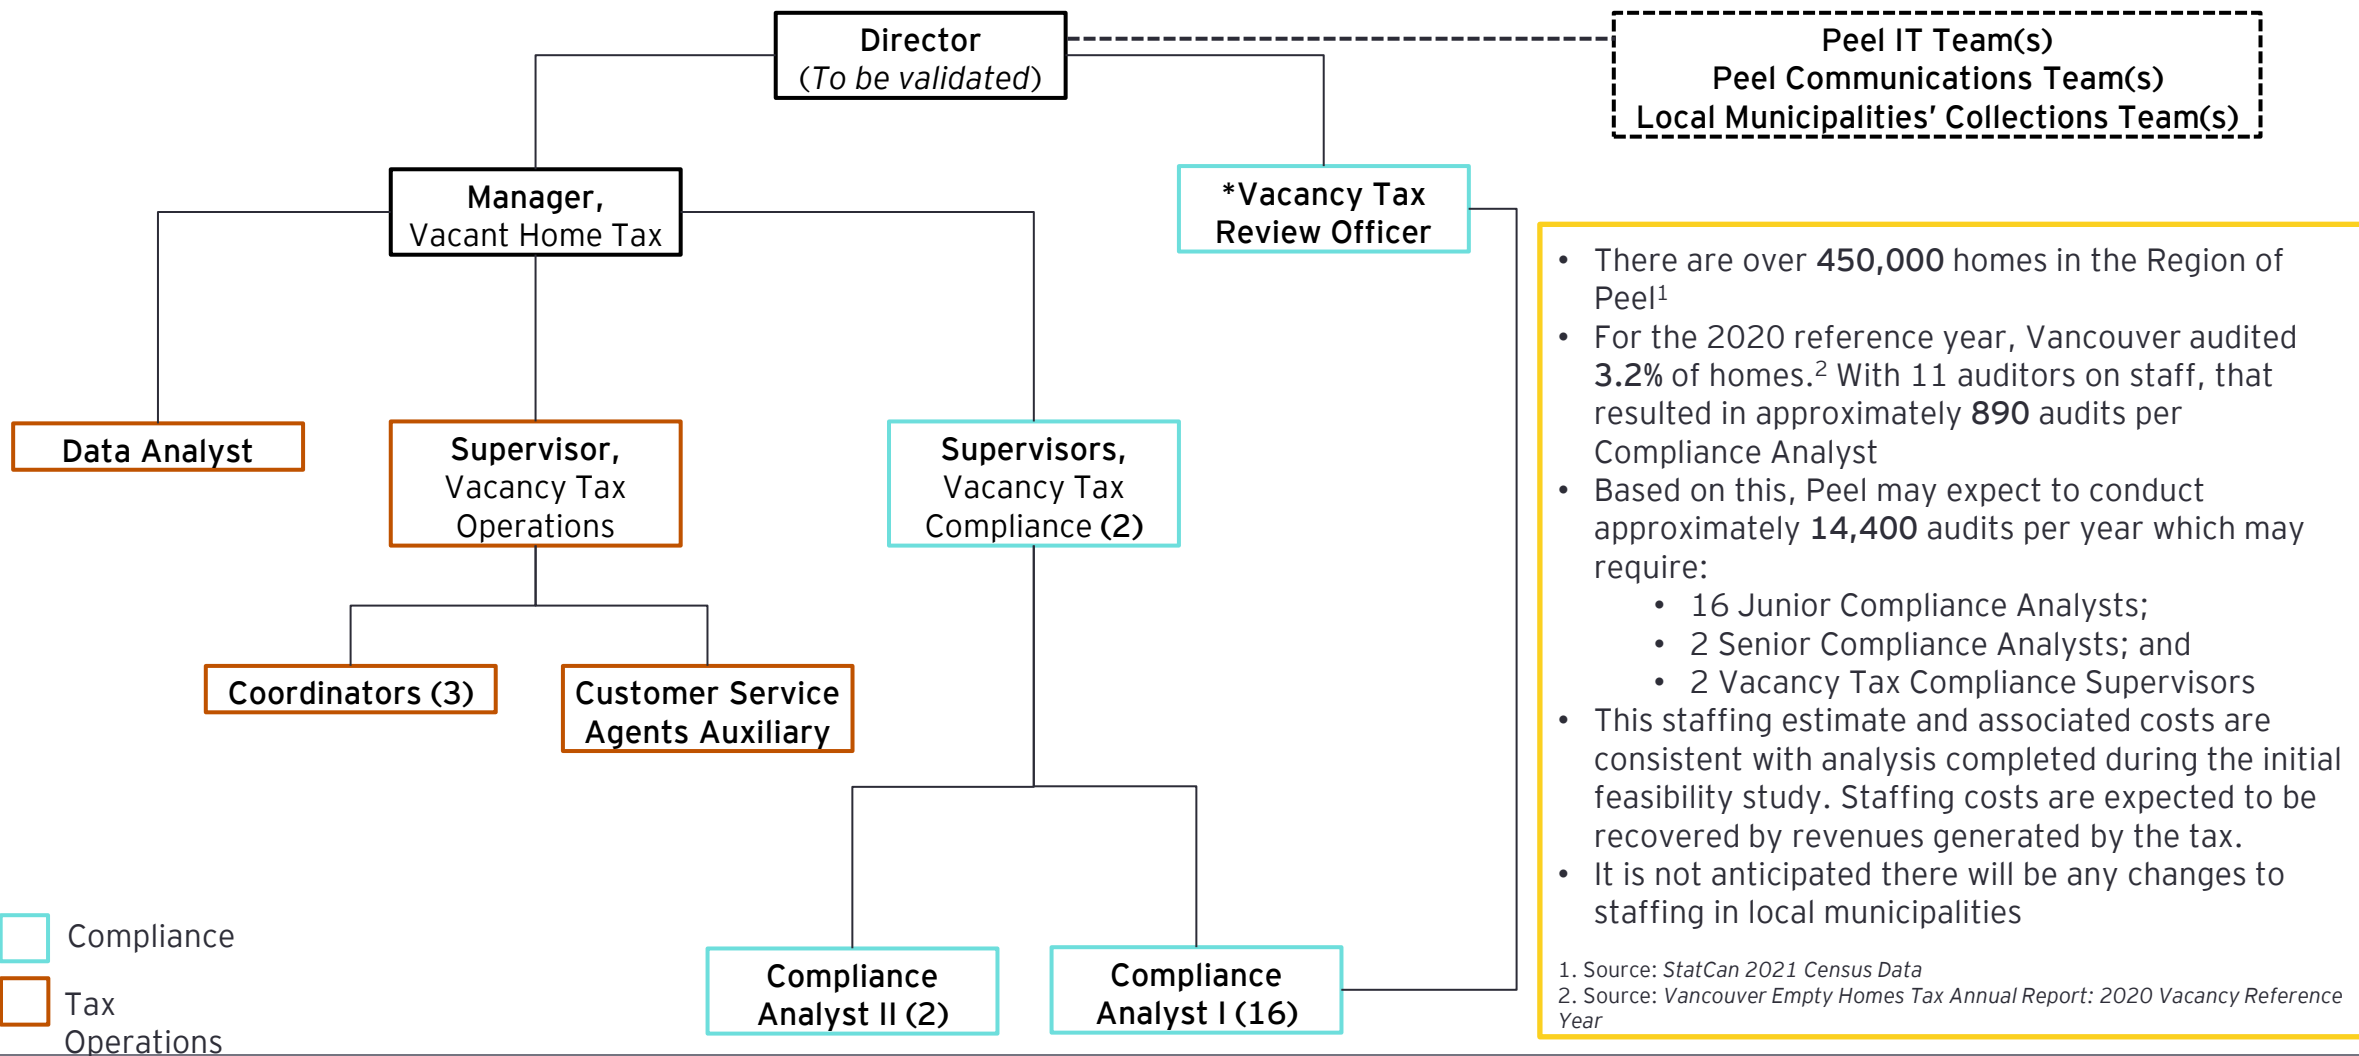 Director
(To be validated)
Peel IT Team(s)
Peel Communications Team(s)
Local Municipalities' Collections Team(s)
Manager,
Vacant Home Tax
*Vacancy Tax
Review Officer
Data Analyst
Supervisor,
Vacancy Tax
Operations
Supervisors,
Vacancy Tax
Compliance (2)
Coordinators (3)
Customer Service
Agents Auxiliary
Compliance
Analyst II (2)
Compliance
Analyst I (16)
Compliance
Tax
Operations
• There are over 450,000 homes in the Region of
Peel¹
• For the 2020 reference year, Vancouver audited
3.2% of homes.² With 11 auditors on staff, that
resulted in approximately 890 audits per
Compliance Analyst
• Based on this, Peel may expect to conduct
approximately 14,400 audits per year which may
require:
• 16 Junior Compliance Analysts;
• 2 Senior Compliance Analysts; and
• 2 Vacancy Tax Compliance Supervisors
• This staffing estimate and associated costs are
consistent with analysis completed during the initial
feasibility study. Staffing costs are expected to be
recovered by revenues generated by the tax.
• It is not anticipated there will be any changes to
staffing in local municipalities
1. Source: StatCan 2021 Census Data
2. Source: Vancouver Empty Homes Tax Annual Report: 2020 Vacancy Reference
Year